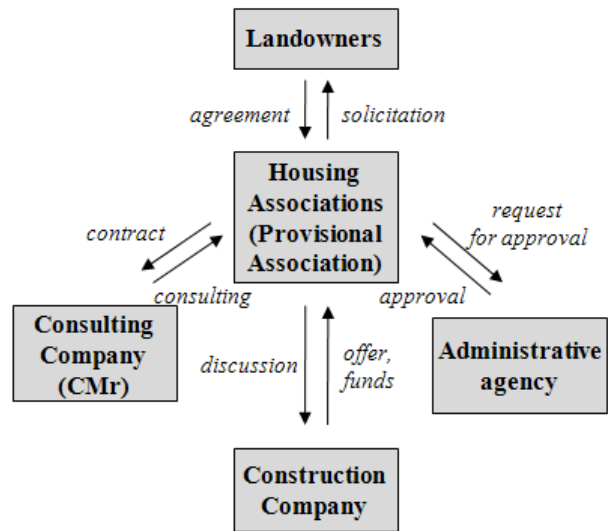 Landowners
agreement
solicitation
Housing
Associations
(Provisional
Association)
contract
consulting
request
for approval
approval
Consulting
Company
(CMr)
discussion
offer,
funds
Administrative
agency
Construction
Company